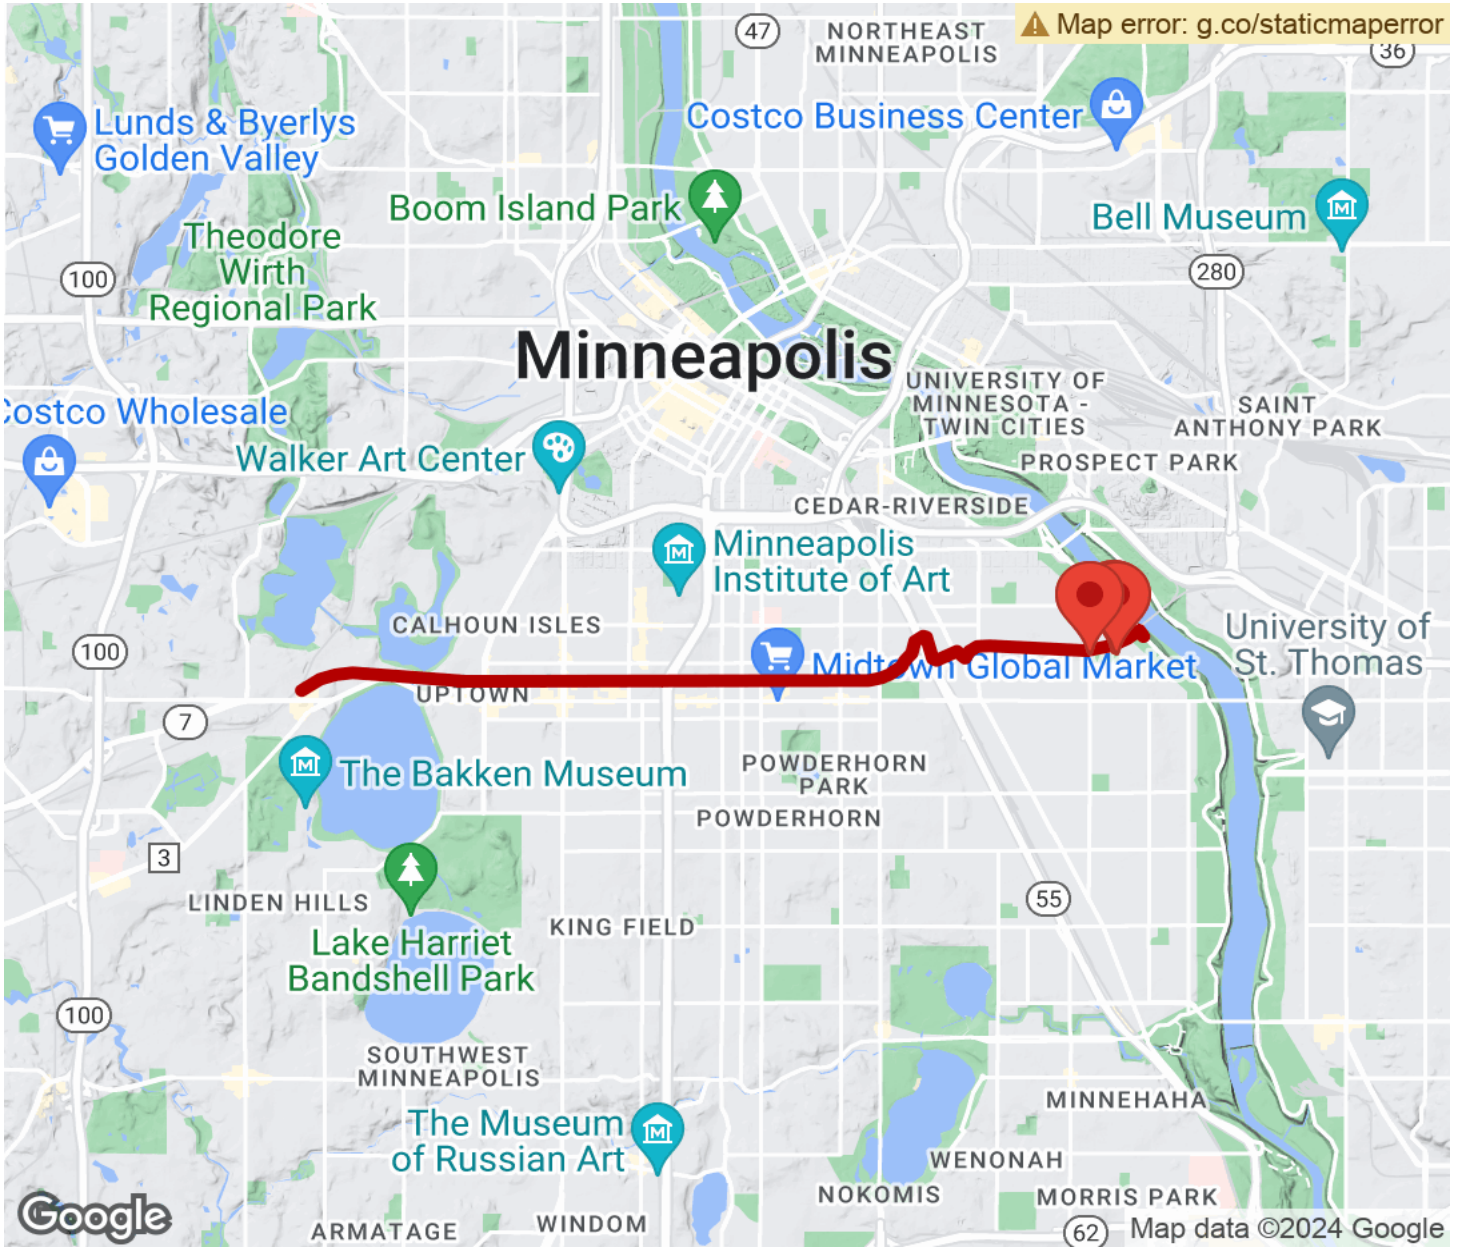 47
NORTHEAST
MINNEAPOLIS
Map error: g.co/staticmaperror
36
Lunds & Byerlys
Golden Valley
Costco Business Center
Boom Island Park
Bell Museum
Theodore
Wirth
Regional Park
100
280
Minneapolis
UNIVERSITY OF
MINNESOTA -
TWIN CITIES
SAINT
ANTHONY PARK
Costco Wholesale
Walker Art Center
PROSPECT PARK
CEDAR-RIVERSIDE
Minneapolis
Institute of Art
CALHOUN ISLES
University of
St. Thomas
100
Midtown Global Market
UPTOWN
7
The Bakken Museum
POWDERHORN
PARK
POWDERHORN
3
LINDEN HILLS
55
KING FIELD
Lake Harriet
Bandshell Park
100
SOUTHWEST
MINNEAPOLIS
MINNEHAHA
The Museum
of Russian Art
WENONAH
NOKOMIS
MORRIS PARK
Google
ARMATAGE
WINDOM
62
Map data ©2024 Google